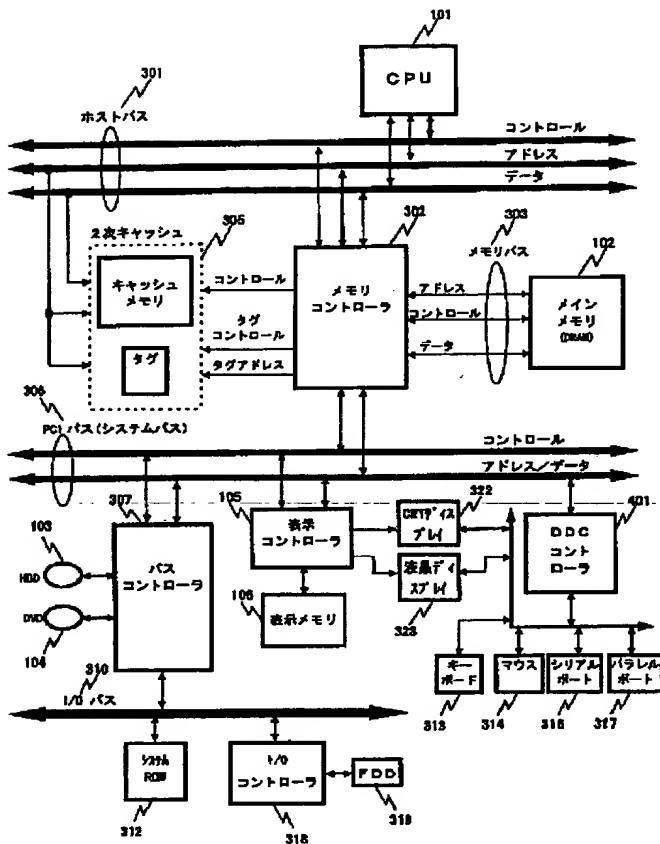 101
CPU
301
ホストバス
コントロール
アドレス
データ
2次キャッシュ
305
302
303
102
メモリバス
キャッシュ
メモリ
コントロール
メモリ
コントローラ
アドレス
コントロール
データ
メイン
メモリ
(DRAM)
タグ
コントロール
タグ
タグアドレス
306
PCIバス(システムバス)
コントロール
アドレス/データ
307
105
322
401
103
HDD
バス
コントローラ
表示
コントローラ
CRTディス
プレイ
DDC
コント
ローラ
DVD
104
106
表示メモリ
液晶ディ
スプレイ
323
310
I/Oバス
キー
ボード
マウス
シリアル
ポート
パラレル
ポート
313
314
316
317
システム
ROM
I/O
コントローラ
FDD
312
318
319